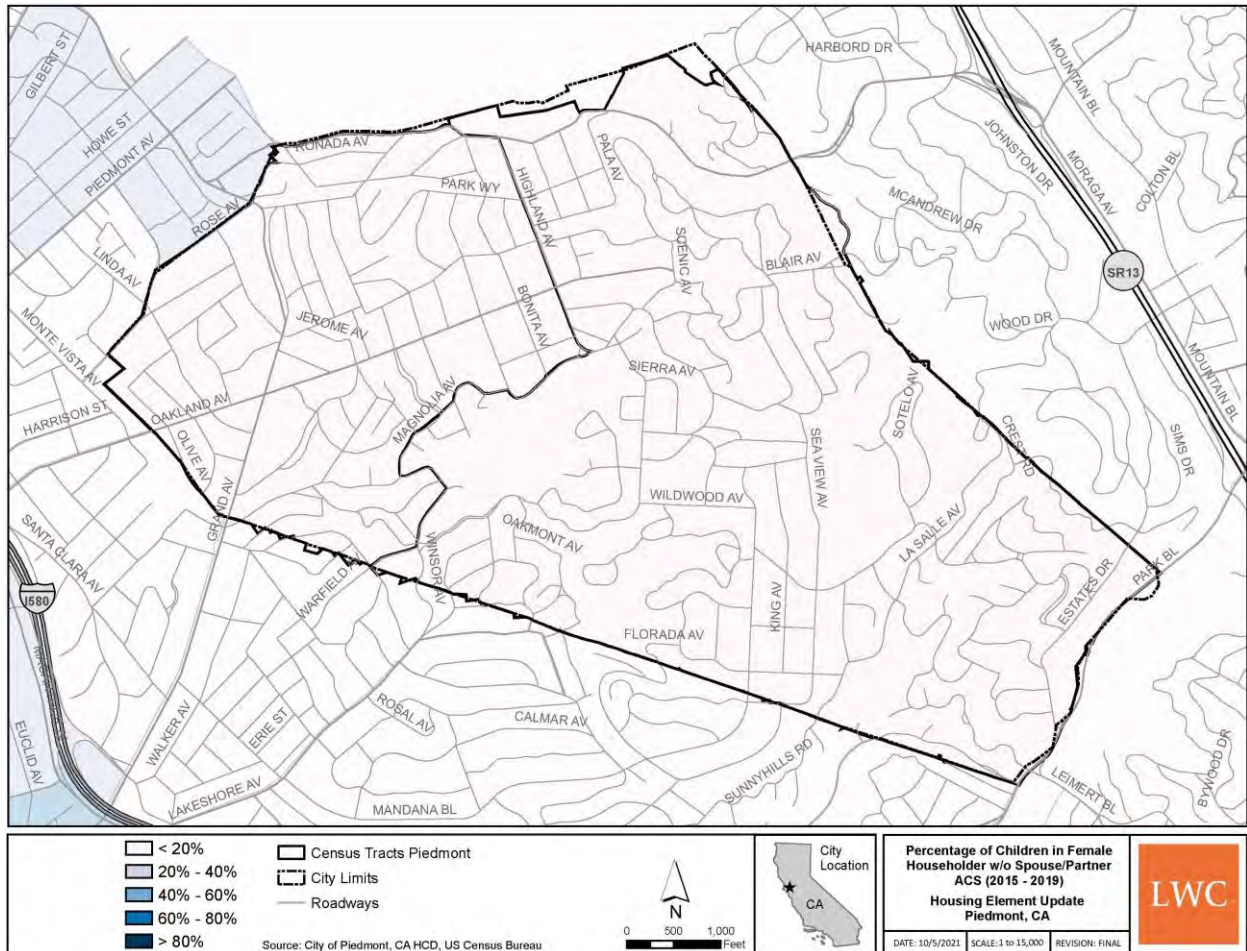 HARBORD DR
MOUNTAIN BL
GILBERT ST
HOWE ST
PIEDMONT AV
JOHNSTON DR
MORAGA AV
COLTON BL
RONADA AV
PALA AV
PARK WY
HIGHLAND AV
MCANDREW DR
ROSE AV
SCENIC AV
LINDA AV
BLAIR AV
SR13
MONTE VISTA AV
JEROME AV
BONITA AV
WOOD DR
MOUNTAIN BL
SIERRA AV
HARRISON ST
OAKLAND AV
MAGNOLIA AV
SOTELO AV
CREST RD
SIMS DR
OLIVE AV
SEA VIEW AV
GRAND AV
WILDWOOD AV
OAKMONT AV
LA SALLE AV
SANTA CLARA AV
WINSOR AV
WARFIELD
PARK BL
I580
ESTATES DR
KING AV
FLORADA AV
ROSAL AV
ERIE ST
CALMAR AV
WALKER AV
EUCLID AV
SUNNYHILLS RD
LAKESHORE AV
MANDANA BL
LEIMERT BL
BYWOOD DR
< 20%
20% - 40%
40% - 60%
60% - 80%
> 80%
Census Tracts Piedmont
City Limits
Roadways
Source: City of Piedmont, CA HCD, US Census Bureau
N
0 500 1,000
Feet
City
Location
CA
Percentage of Children in Female
Householder w/o Spouse/Partner
ACS (2015 - 2019)
Housing Element Update
Piedmont, CA
DATE: 10/5/2021 SCALE: 1 to 15,000 REVISION: FINAL
LWC